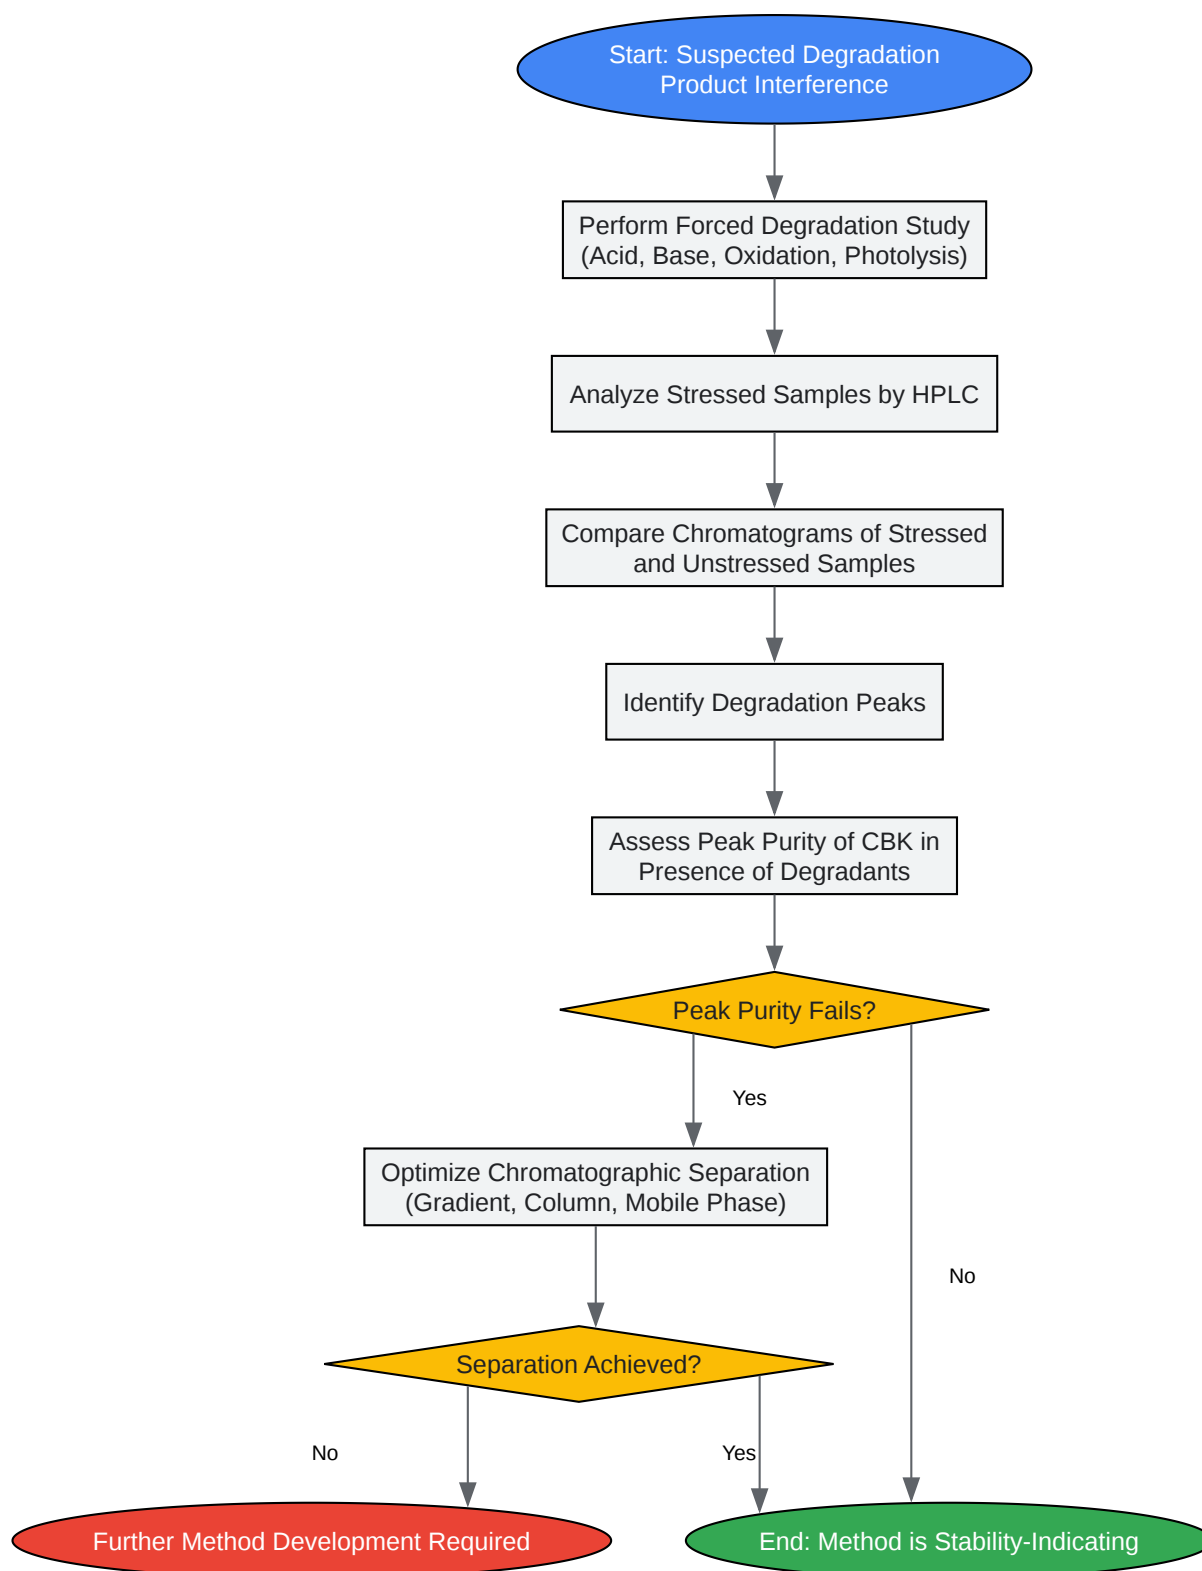 Start: Suspected Degradation
Product Interference
Perform Forced Degradation Study
(Acid, Base, Oxidation, Photolysis)
Analyze Stressed Samples by HPLC
Compare Chromatograms of Stressed
and Unstressed Samples
Identify Degradation Peaks
Assess Peak Purity of CBK in
Presence of Degradants
Peak Purity Fails?
Yes
Optimize Chromatographic Separation
(Gradient, Column, Mobile Phase)
No
Separation Achieved?
No
Yes
Further Method Development Required
End: Method is Stability-Indicating